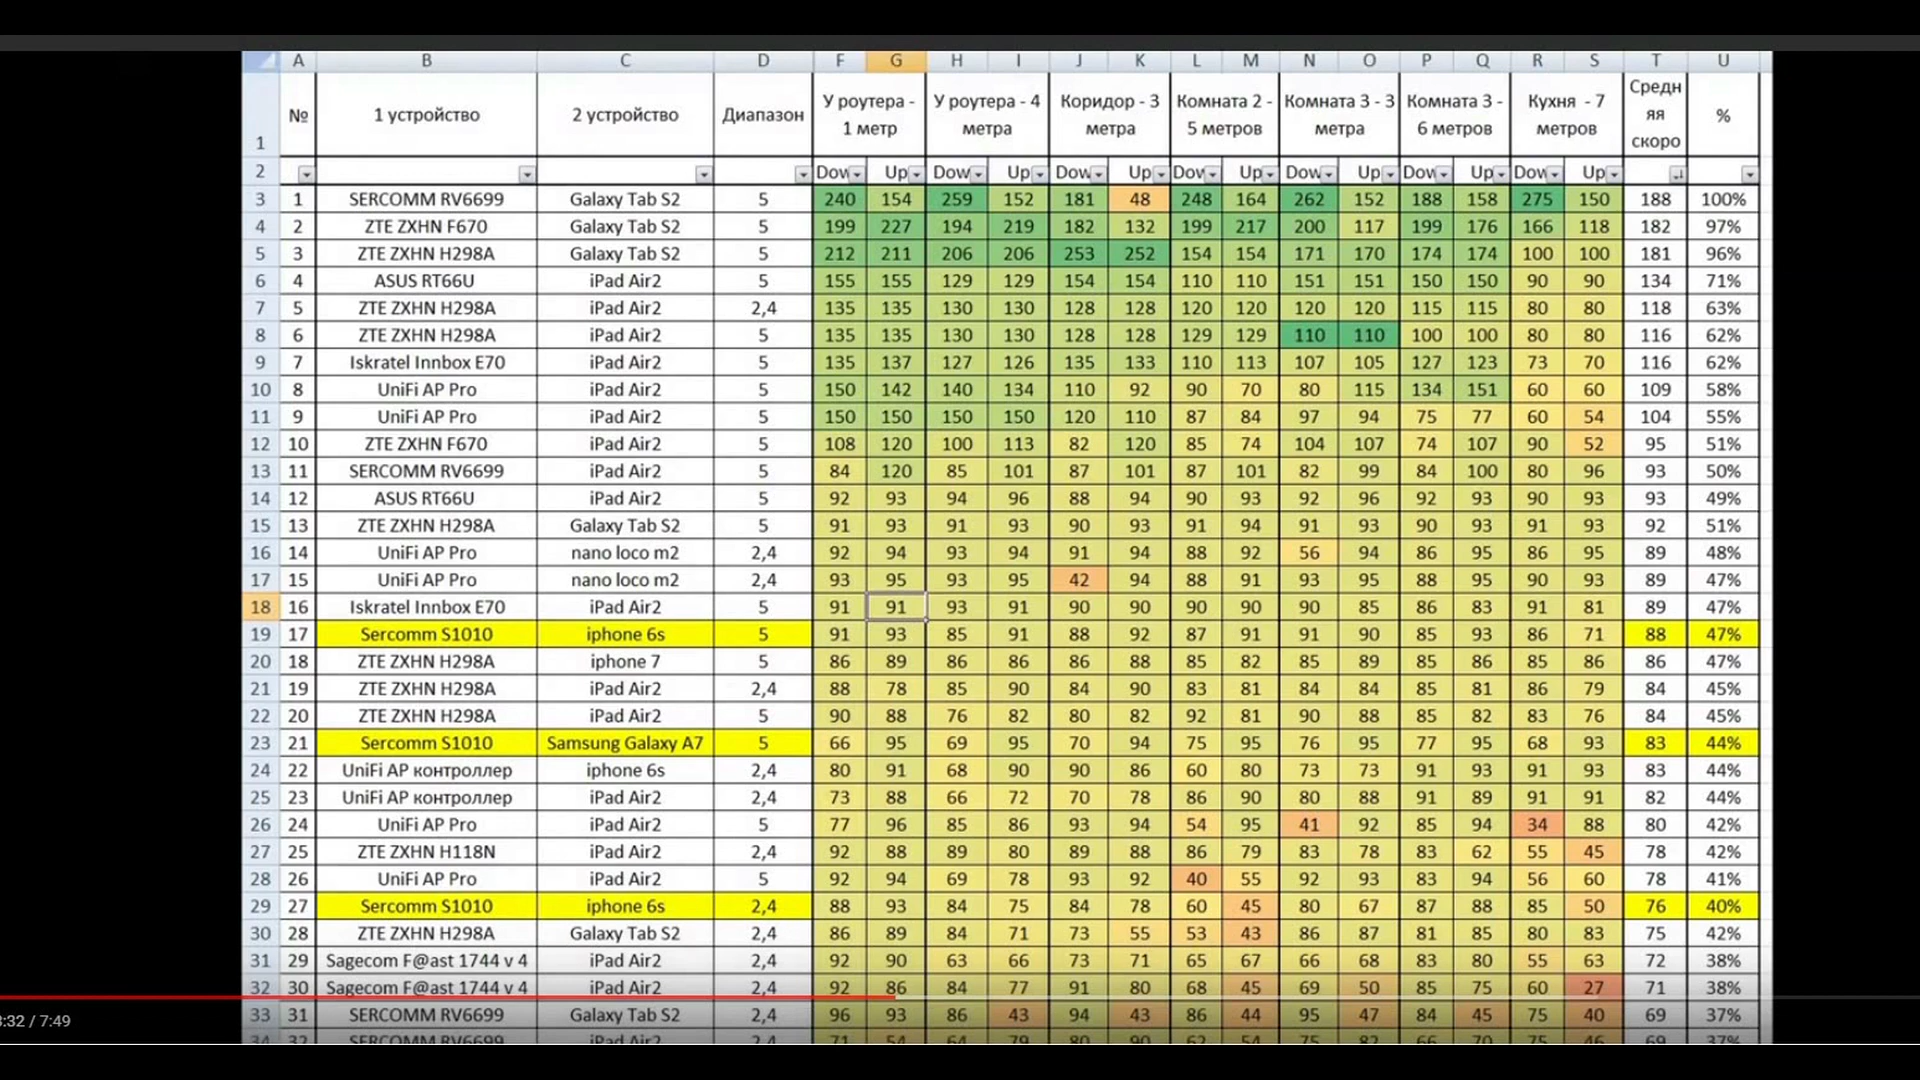 A B C D F G H I J K L M N O P Q R S T U
1 № 1 устройство 2 устройство Диапазон У роутера - 1 метр У роутера - 4 метра Коридор - 3 метра Комната 2 - 5 метров Комната 3 - 3 метра Комната 3 - 6 метров Кухня - 7 метров Средн яя скоро %
2 Dow Up Dow Up Dow Up Dow Up Dow Up Dow Up Dow Up
3 1 SERCOMM RV6699 Galaxy Tab S2 5 240 154 259 152 181 48 248 164 262 152 188 158 275 150 188 100%
4 2 ZTE ZXHN F670 Galaxy Tab S2 5 199 227 194 219 182 132 199 217 200 117 199 176 166 118 182 97%
5 3 ZTE ZXHN H298A Galaxy Tab S2 5 212 211 206 206 253 252 154 154 171 170 174 174 100 100 181 96%
6 4 ASUS RT66U iPad Air2 5 155 155 129 129 154 154 110 110 151 151 150 150 90 90 134 71%
7 5 ZTE ZXHN H298A iPad Air2 2,4 135 135 130 130 128 128 120 120 120 120 115 115 80 80 118 63%
8 6 ZTE ZXHN H298A iPad Air2 5 135 135 130 130 128 128 129 129 110 110 100 100 80 80 116 62%
9 7 Iskratel Innbox E70 iPad Air2 5 135 137 127 126 135 133 110 113 107 105 127 123 73 70 116 62%
10 8 UniFi AP Pro iPad Air2 5 150 142 140 134 110 92 90 70 80 115 134 151 60 60 109 58%
11 9 UniFi AP Pro iPad Air2 5 150 150 150 150 120 110 87 84 97 94 75 77 60 54 104 55%
12 10 ZTE ZXHN F670 iPad Air2 5 108 120 100 113 82 120 85 74 104 107 74 107 90 52 95 51%
13 11 SERCOMM RV6699 iPad Air2 5 84 120 85 101 87 101 87 101 82 99 84 100 80 96 93 50%
14 12 ASUS RT66U iPad Air2 5 92 93 94 96 88 94 90 93 92 96 92 93 90 93 93 49%
15 13 ZTE ZXHN H298A Galaxy Tab S2 5 91 93 91 93 90 93 91 94 91 93 90 93 91 93 92 51%
16 14 UniFi AP Pro nano loco m2 2,4 92 94 93 94 91 94 88 92 56 94 86 95 86 95 89 48%
17 15 UniFi AP Pro nano loco m2 2,4 93 95 93 95 42 94 88 91 93 95 88 95 90 93 89 47%
18 16 Iskratel Innbox E70 iPad Air2 5 91 91 93 91 90 90 90 90 90 85 86 83 91 81 89 47%
19 17 Sercomm S1010 iphone 6s 5 91 93 85 91 88 92 87 91 91 90 85 93 86 71 88 47%
20 18 ZTE ZXHN H298A iphone 7 5 86 89 86 86 86 88 85 82 85 89 85 86 85 86 86 47%
21 19 ZTE ZXHN H298A iPad Air2 2,4 88 78 85 90 84 90 83 81 84 84 85 81 86 79 84 45%
22 20 ZTE ZXHN H298A iPad Air2 5 90 88 76 82 80 82 92 81 90 88 85 82 83 76 84 45%
23 21 Sercomm S1010 Samsung Galaxy A7 5 66 95 69 95 70 94 75 95 76 95 77 95 68 93 83 44%
24 22 UniFi AP контроллер iphone 6s 2,4 80 91 68 90 90 86 60 80 73 73 91 93 91 93 83 44%
25 23 UniFi AP контроллер iPad Air2 2,4 73 88 66 72 70 78 86 90 80 88 91 89 91 91 82 44%
26 24 UniFi AP Pro iPad Air2 5 77 96 85 86 93 94 54 95 41 92 85 94 34 88 80 42%
27 25 ZTE ZXHN H118N iPad Air2 2,4 92 88 89 80 89 88 86 79 83 78 83 62 55 45 78 42%
28 26 UniFi AP Pro iPad Air2 5 92 94 69 78 93 92 40 55 92 93 83 94 56 60 78 41%
29 27 Sercomm S1010 iphone 6s 2,4 88 93 84 75 84 78 60 45 80 67 87 88 85 50 76 40%
30 28 ZTE ZXHN H298A Galaxy Tab S2 2,4 86 89 84 71 73 55 53 43 86 87 81 85 80 83 75 42%
31 29 Sagecom F@ast 1744 v 4 iPad Air2 2,4 92 90 63 66 73 71 65 67 66 68 83 80 55 63 72 38%
32 30 Sagecom F@ast 1744 v 4 iPad Air2 2,4 92 86 84 77 91 80 68 45 69 50 85 75 60 27 71 38%
33 31 SERCOMM RV6699 Galaxy Tab S2 2,4 96 93 86 43 94 43 86 44 95 47 84 45 75 40 69 37%
34 32 SERCOMM RV6699 iPad Air2 2,4 71 54 64 79 80 90 62 54 75 82 66 70 75 46 69 37%
:32 / 7:49